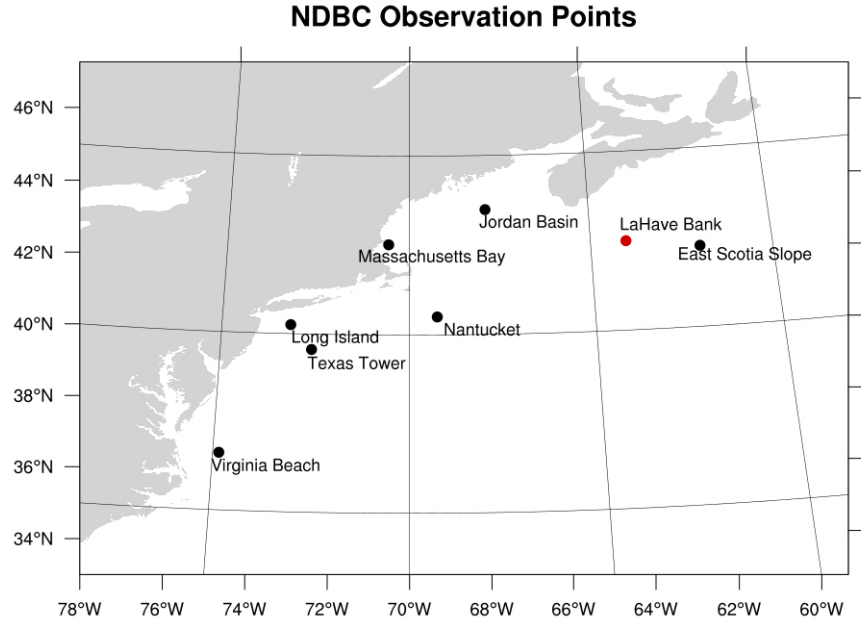 NDBC Observation Points
46°N
44°N
42°N
40°N
38°N
36°N
34°N
Jordan Basin
LaHave Bank
Massachusetts Bay
East Scotia Slope
Nantucket
Long Island
Texas Tower
Virginia Beach
78°W 76°W 74°W 72°W 70°W 68°W 66°W 64°W 62°W 60°W